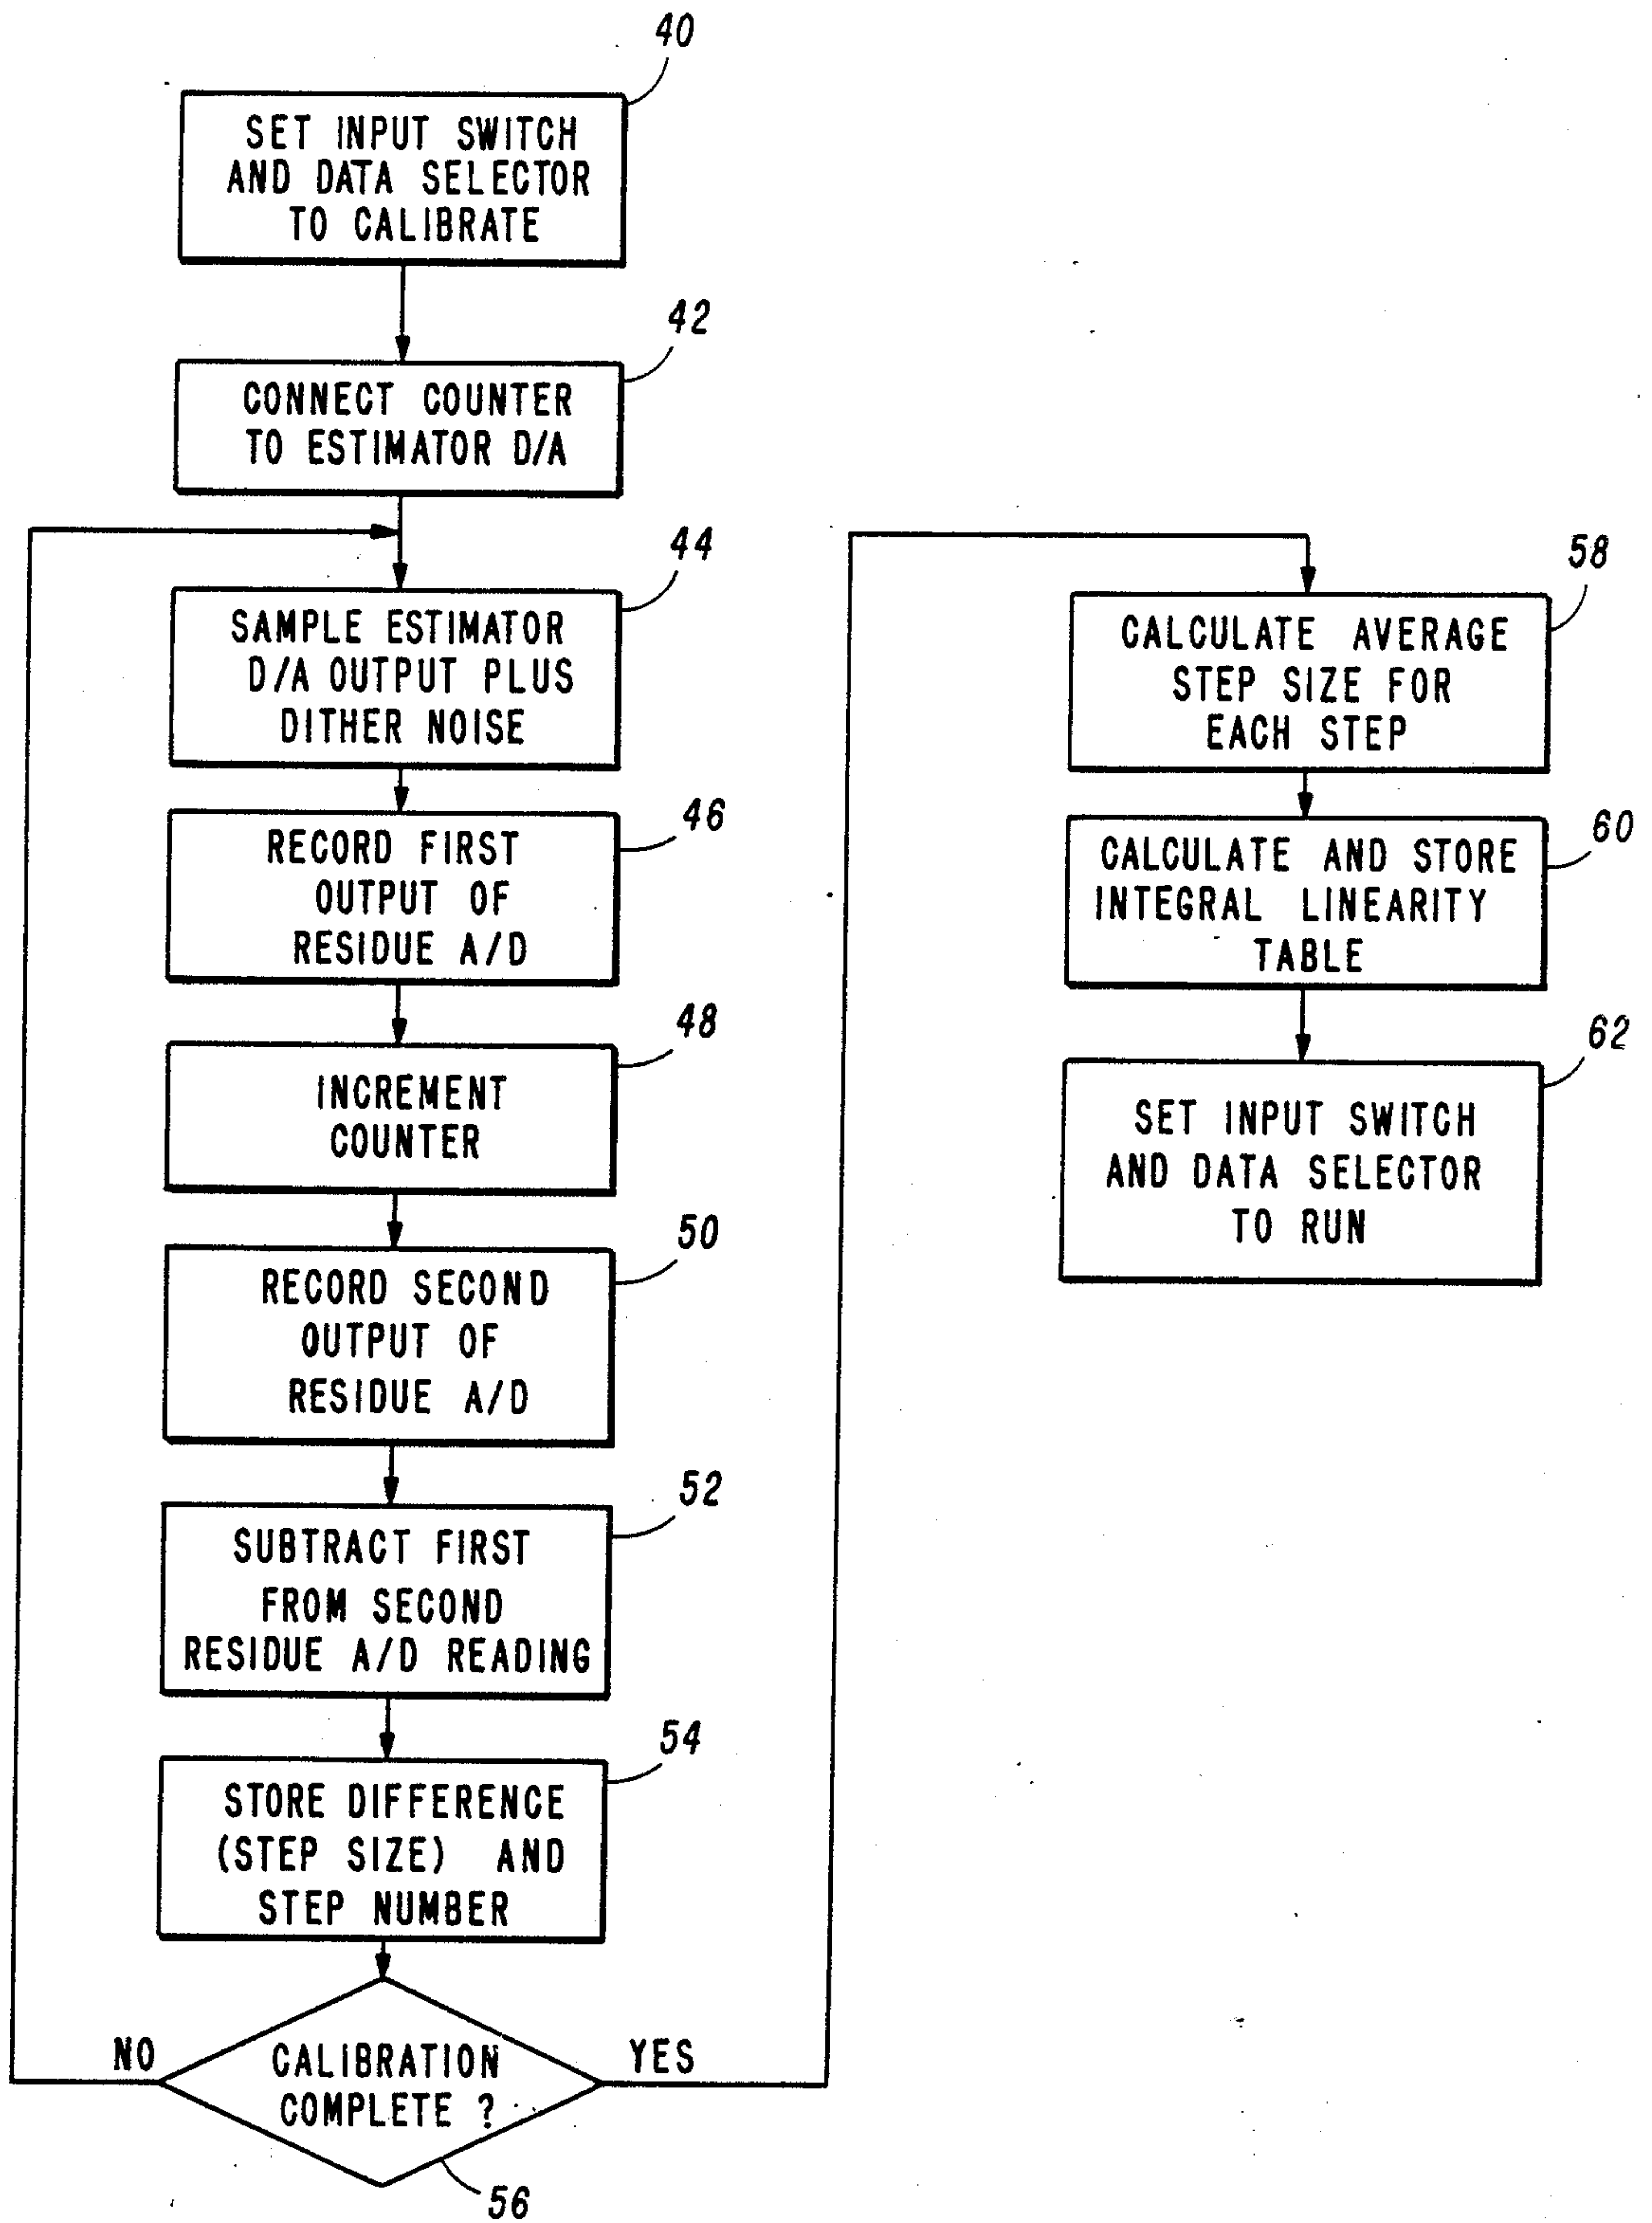 40
SET INPUT SWITCH
AND DATA SELECTOR
TO CALIBRATE
42
CONNECT COUNTER
TO ESTIMATOR D/A
44
SAMPLE ESTIMATOR
D/A OUTPUT PLUS
DITHER NOISE
46
RECORD FIRST
OUTPUT OF
RESIDUE A/D
48
INCREMENT
COUNTER
50
RECORD SECOND
OUTPUT OF
RESIDUE A/D
52
SUBTRACT FIRST
FROM SECOND
RESIDUE A/D READING
54
STORE DIFFERENCE
(STEP SIZE) AND
STEP NUMBER
NO
CALIBRATION
COMPLETE ?
YES
56
58
CALCULATE AVERAGE
STEP SIZE FOR
EACH STEP
60
CALCULATE AND STORE
INTEGRAL LINEARITY
TABLE
62
SET INPUT SWITCH
AND DATA SELECTOR
TO RUN